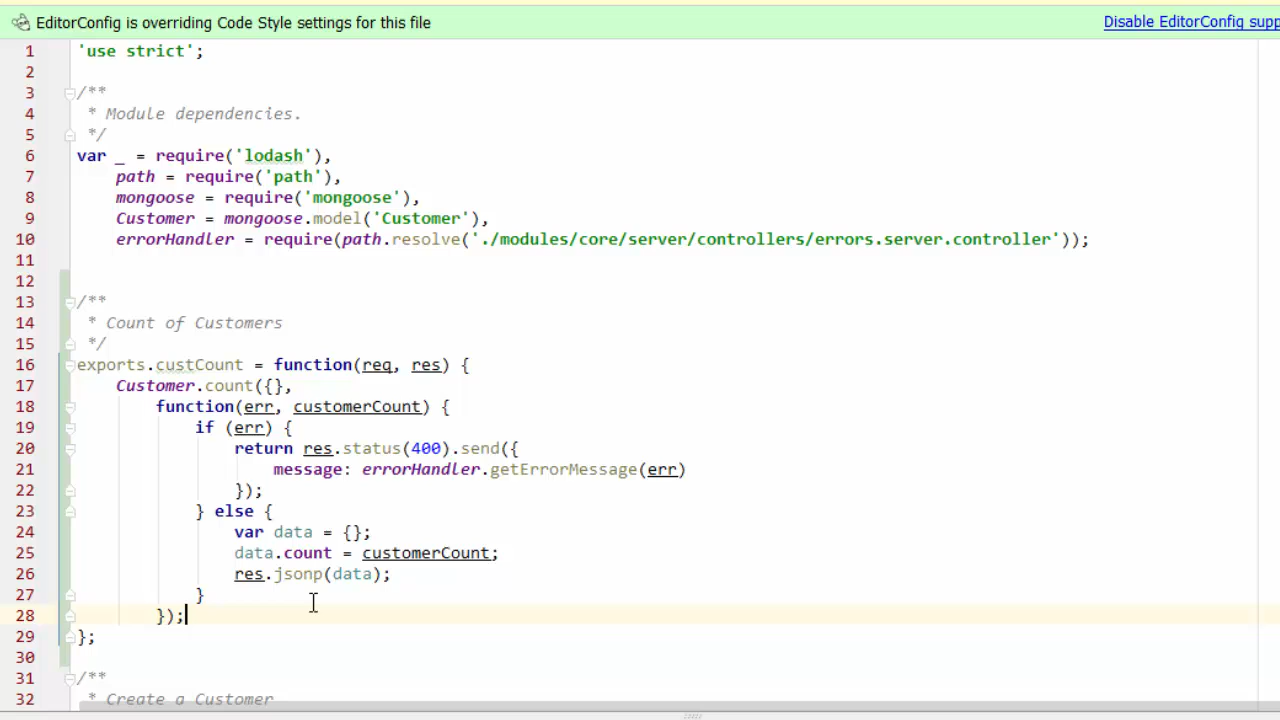 EditorConfig is overriding Code Style settings for this file Disable EditorConfig supp
1 'use strict';
2
3 /**
4 * Module dependencies.
5 */
6 var _ = require('lodash'),
7 path = require('path'),
8 mongoose = require('mongoose'),
9 Customer = mongoose.model('Customer'),
10 errorHandler = require(path.resolve('./modules/core/server/controllers/errors.server.controller'));
11
12
13 /**
14 * Count of Customers
15 */
16 exports.custCount = function(req, res) {
17 Customer.count({},
18 function(err, customerCount) {
19 if (err) {
20 return res.status(400).send({
21 message: errorHandler.getErrorMessage(err)
22 });
23 } else {
24 var data = {};
25 data.count = customerCount;
26 res.jsonp(data);
27 }
28 });
29 };
30
31 /**
32 * Create a Customer